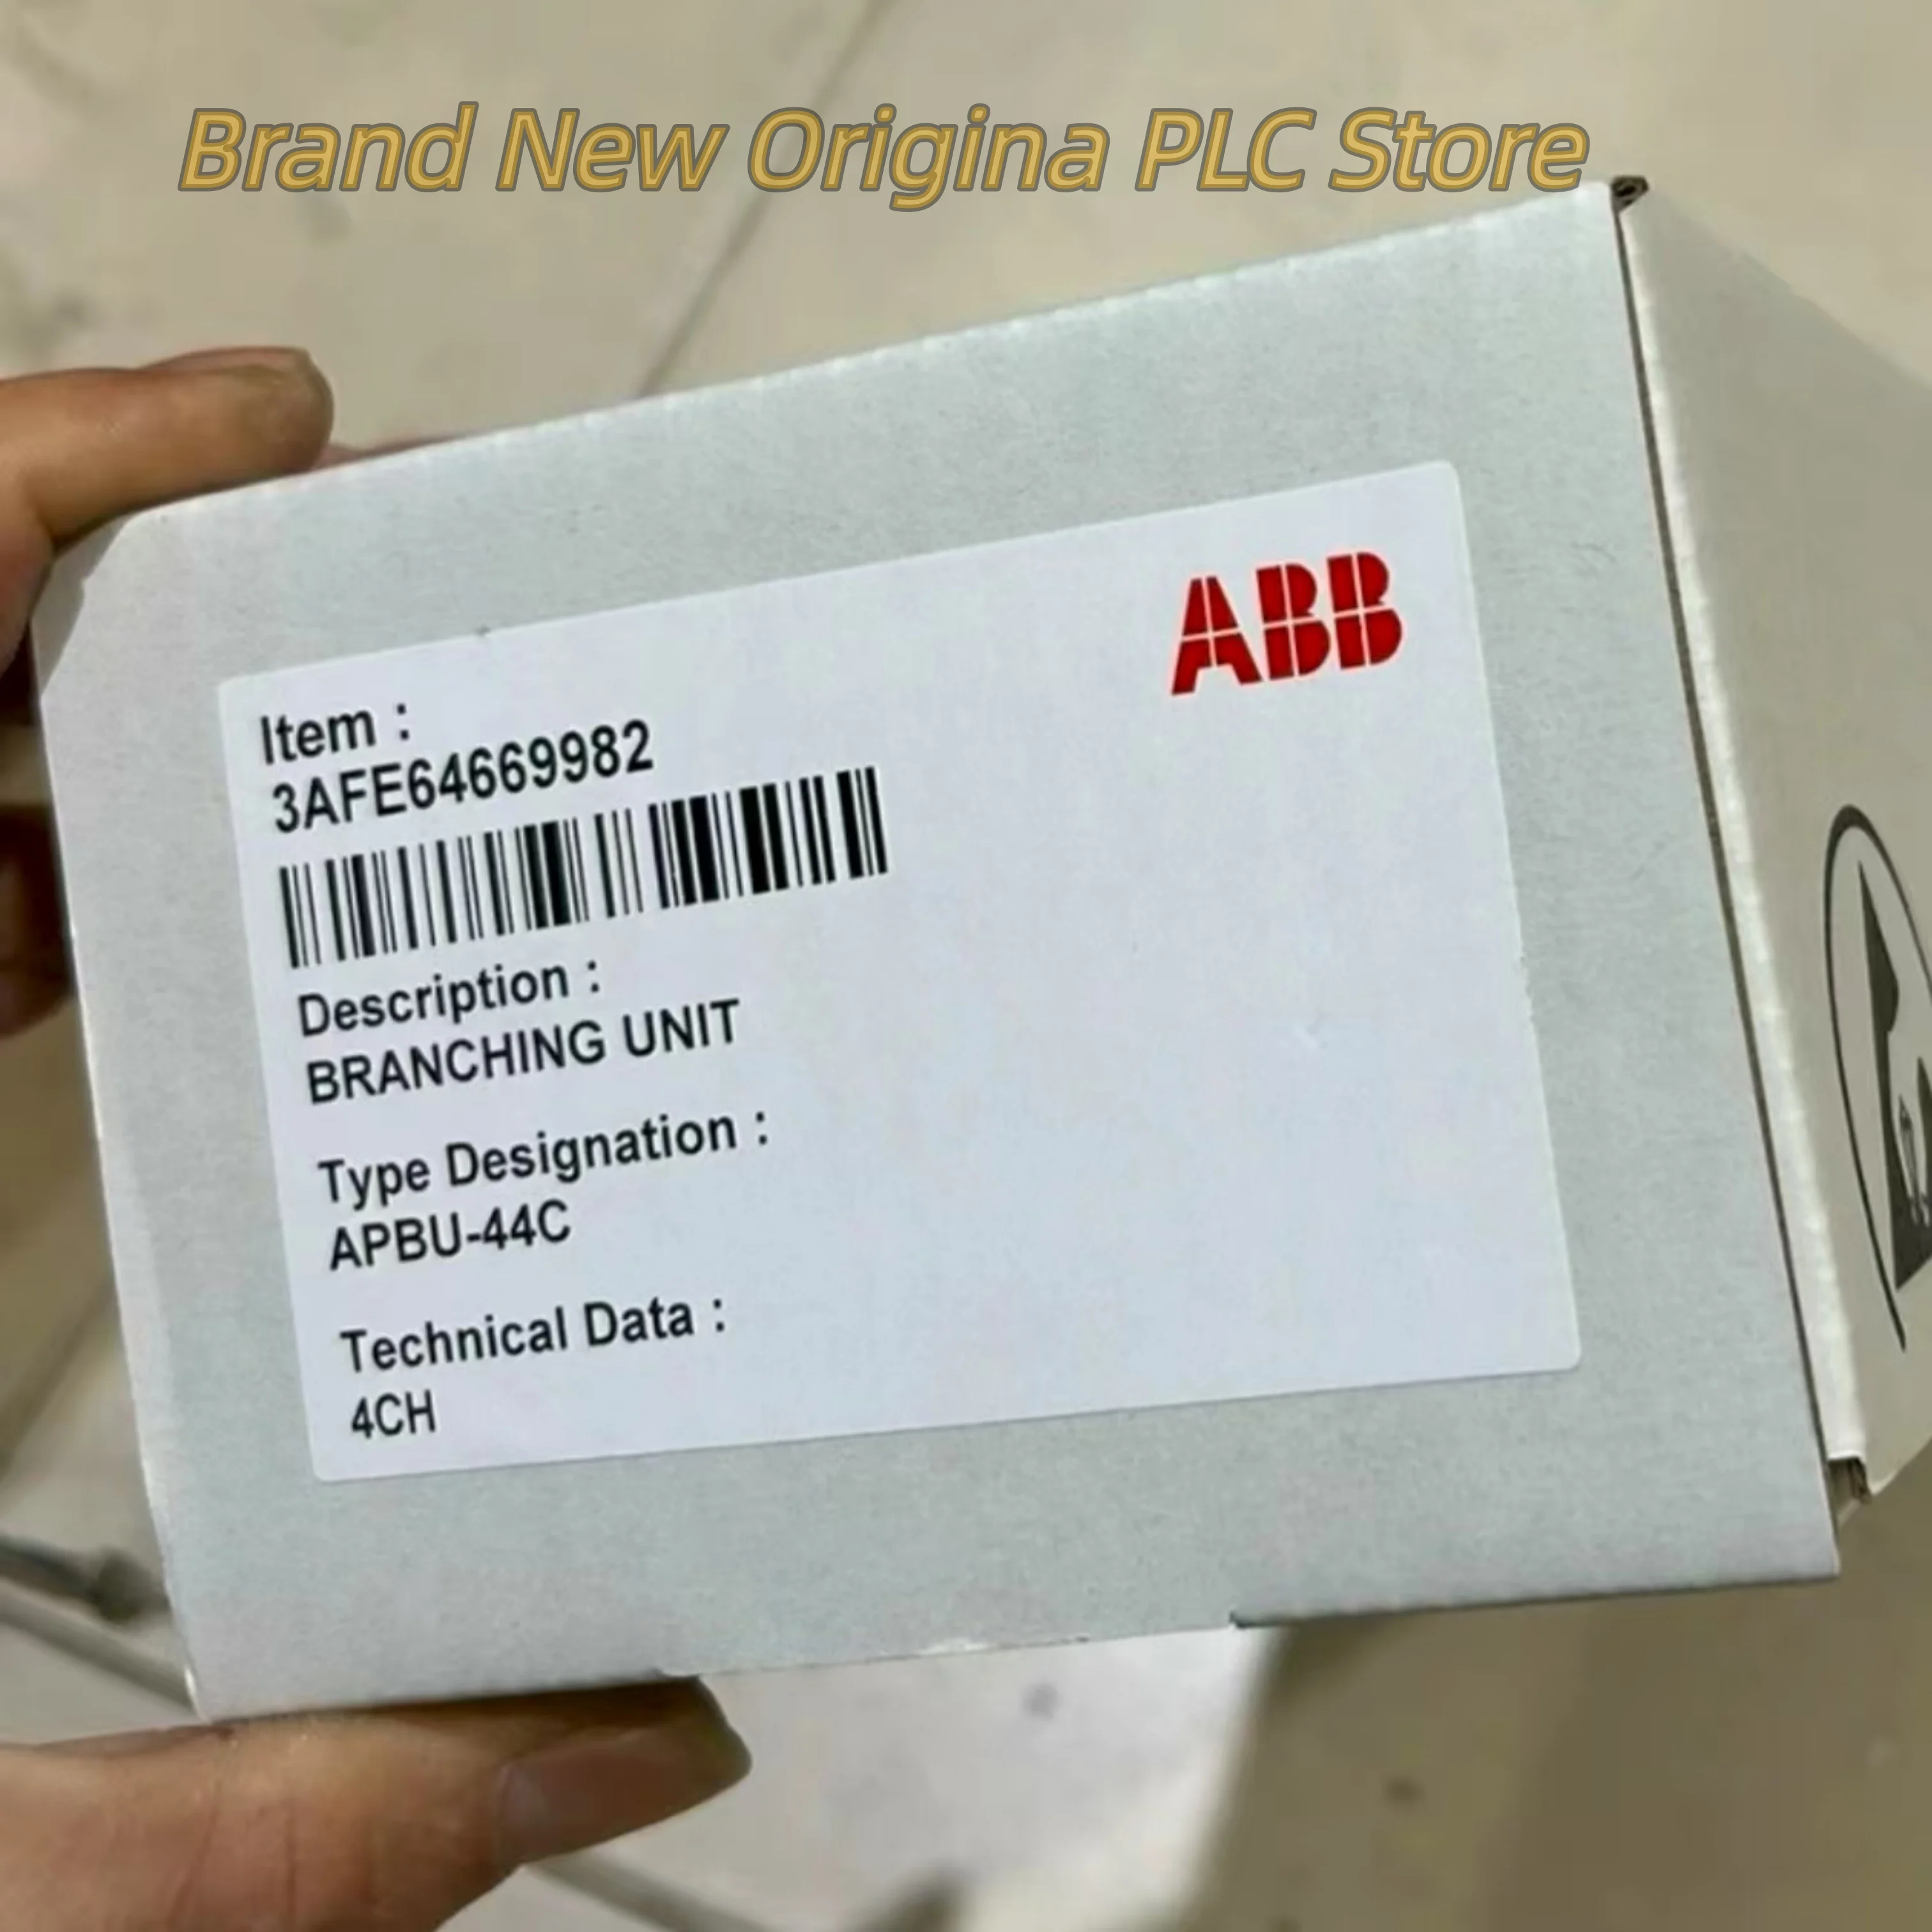 Brand New Origina PLC Store
ABB
Item :
3AFE64669982
Description :
BRANCHING UNIT
Type Designation :
APBU-44C
Technical Data :
4CH